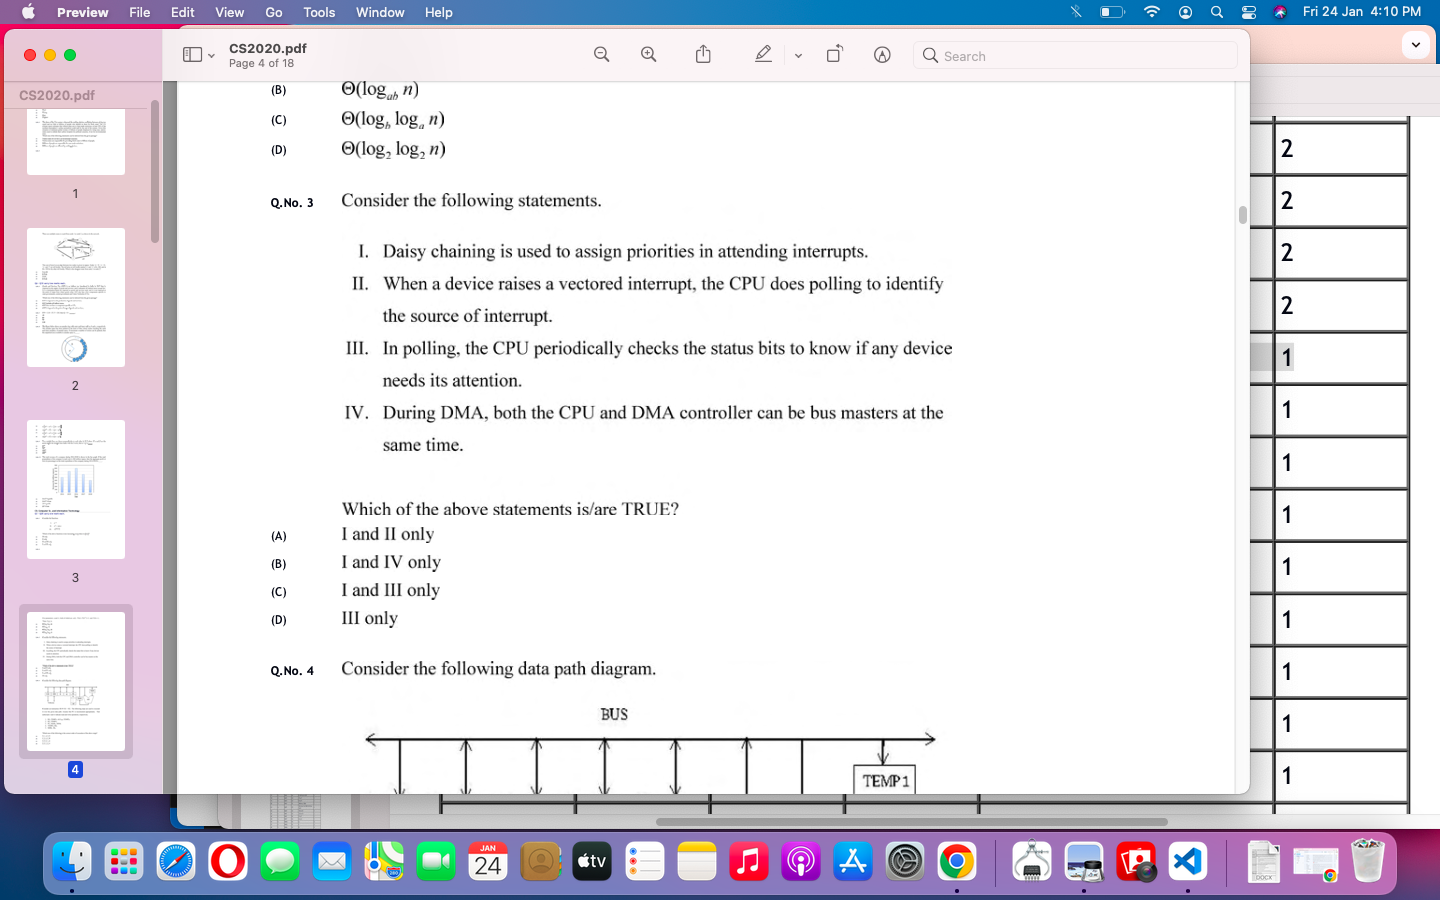 Preview File Edit View Go Tools Window Help Fri 24 Jan 4:10 PM
CS2020.pdf
Page 4 of 18
Search
CS2020.pdf
1
2
3
4
(B) Θ(log_ab n)
(C) Θ(log_b log_a n)
(D) Θ(log_2 log_2 n)
Q.No. 3 Consider the following statements.
I. Daisy chaining is used to assign priorities in attending interrupts.
II. When a device raises a vectored interrupt, the CPU does polling to identify
the source of interrupt.
III. In polling, the CPU periodically checks the status bits to know if any device
needs its attention.
IV. During DMA, both the CPU and DMA controller can be bus masters at the
same time.
Which of the above statements is/are TRUE?
(A) I and II only
(B) I and IV only
(C) I and III only
(D) III only
Q.No. 4 Consider the following data path diagram.
BUS
TEMP1
2
2
2
2
1
1
1
1
1
1
1
1
1
JAN
24
tv
DOCX